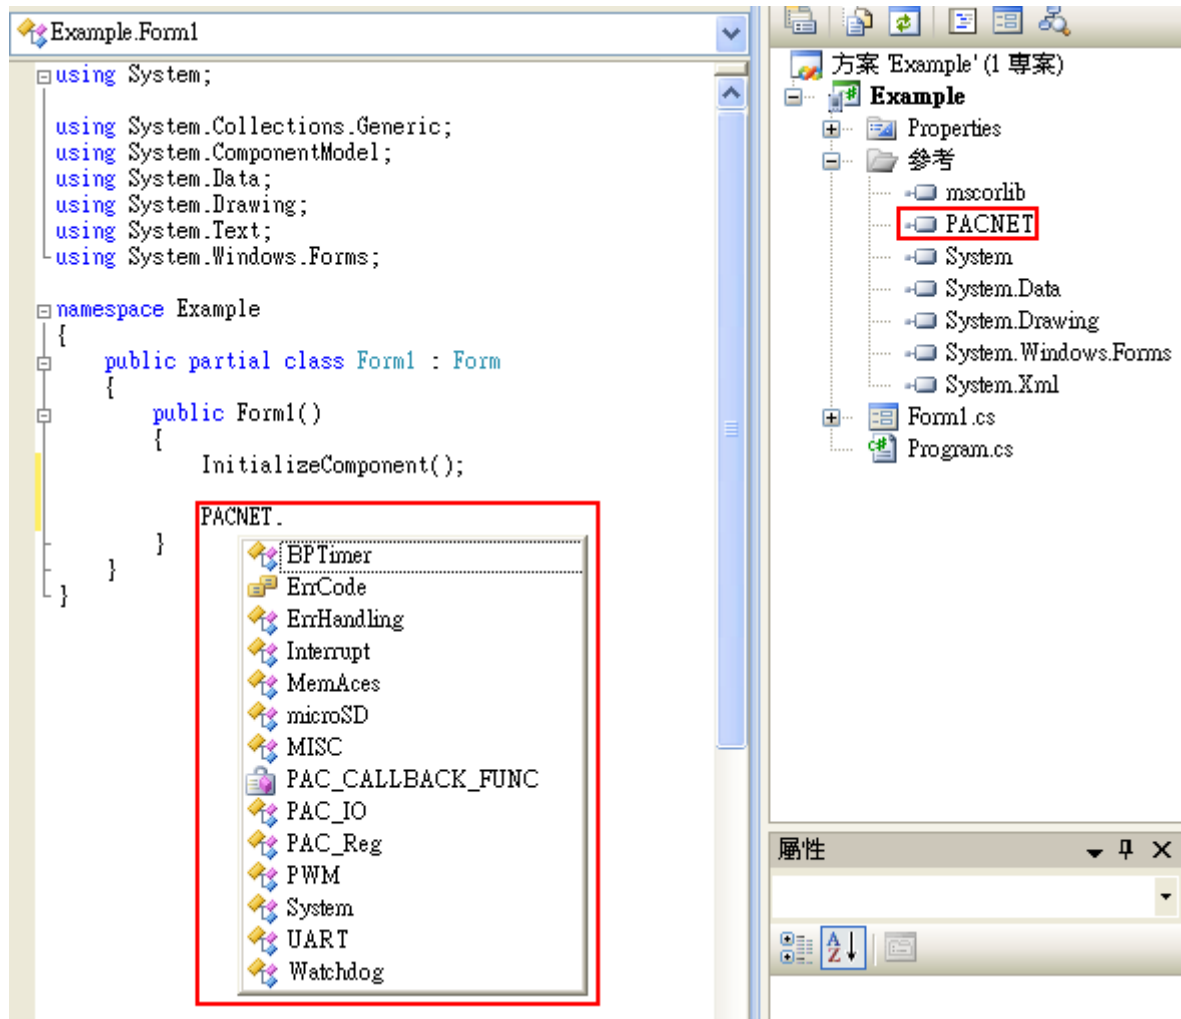 Example.Form1
using System;
using System.Collections.Generic;
using System.ComponentModel;
using System.Data;
using System.Drawing;
using System.Text;
using System.Windows.Forms;
namespace Example
{
public partial class Form1 : Form
{
public Form1()
{
InitializeComponent();
PACNET.
}
}
}
BPTimer
ErrCode
ErrHandling
Interrupt
MemAces
microSD
MISC
PAC_CALLBACK_FUNC
PAC_IO
PAC_Reg
PWM
System
UART
Watchdog
方案 'Example' (1 專案)
Example
Properties
參考
mscorlib
PACNET
System
System.Data
System.Drawing
System.Windows.Forms
System.Xml
Form1.cs
Program.cs
屬性